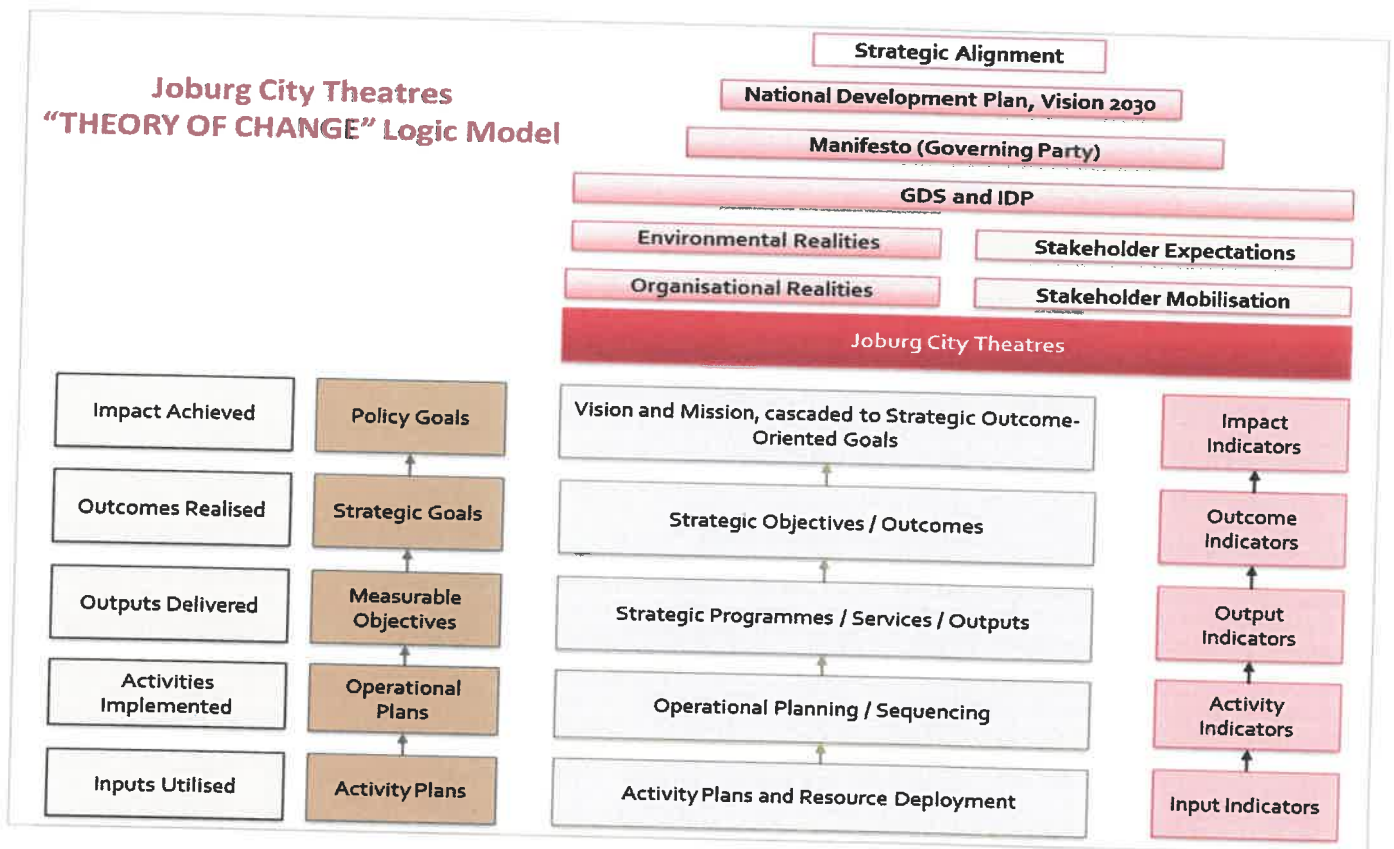 Joburg City Theatres
“THEORY OF CHANGE” Logic Model
Strategic Alignment
National Development Plan, Vision 2030
Manifesto (Governing Party)
GDS and IDP
Environmental Realities
Stakeholder Expectations
Organisational Realities
Stakeholder Mobilisation
Joburg City Theatres
Impact Achieved
Policy Goals
Vision and Mission, cascaded to Strategic Outcome-
Oriented Goals
Impact
Indicators
Outcomes Realised
Strategic Goals
Strategic Objectives / Outcomes
Outcome
Indicators
Outputs Delivered
Measurable
Objectives
Strategic Programmes / Services / Outputs
Output
Indicators
Activities
Implemented
Operational
Plans
Operational Planning / Sequencing
Activity
Indicators
Inputs Utilised
Activity Plans
Activity Plans and Resource Deployment
Input Indicators